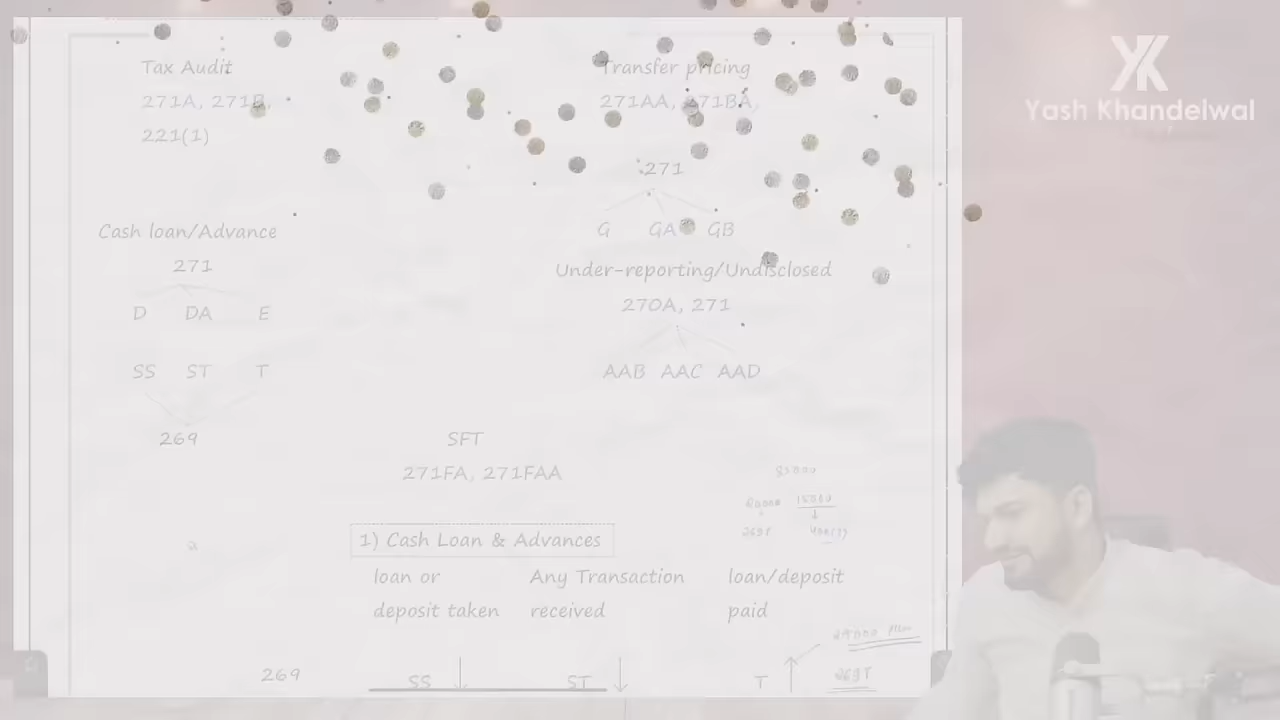 Tax Audit
271A, 271B,
221(1)
Transfer pricing
271AA, 271BA,
271
G GA GB
Cash loan/Advance
271
D DA E
SS ST T
269
Under-reporting/Undisclosed
270A, 271
AAB AAC AAD
SFT
271FA, 271FAA
1) Cash Loan & Advances
loan or
deposit taken
Any Transaction
received
loan/deposit
paid
269 SS ST T
269T
269T
Yash Khandelwal